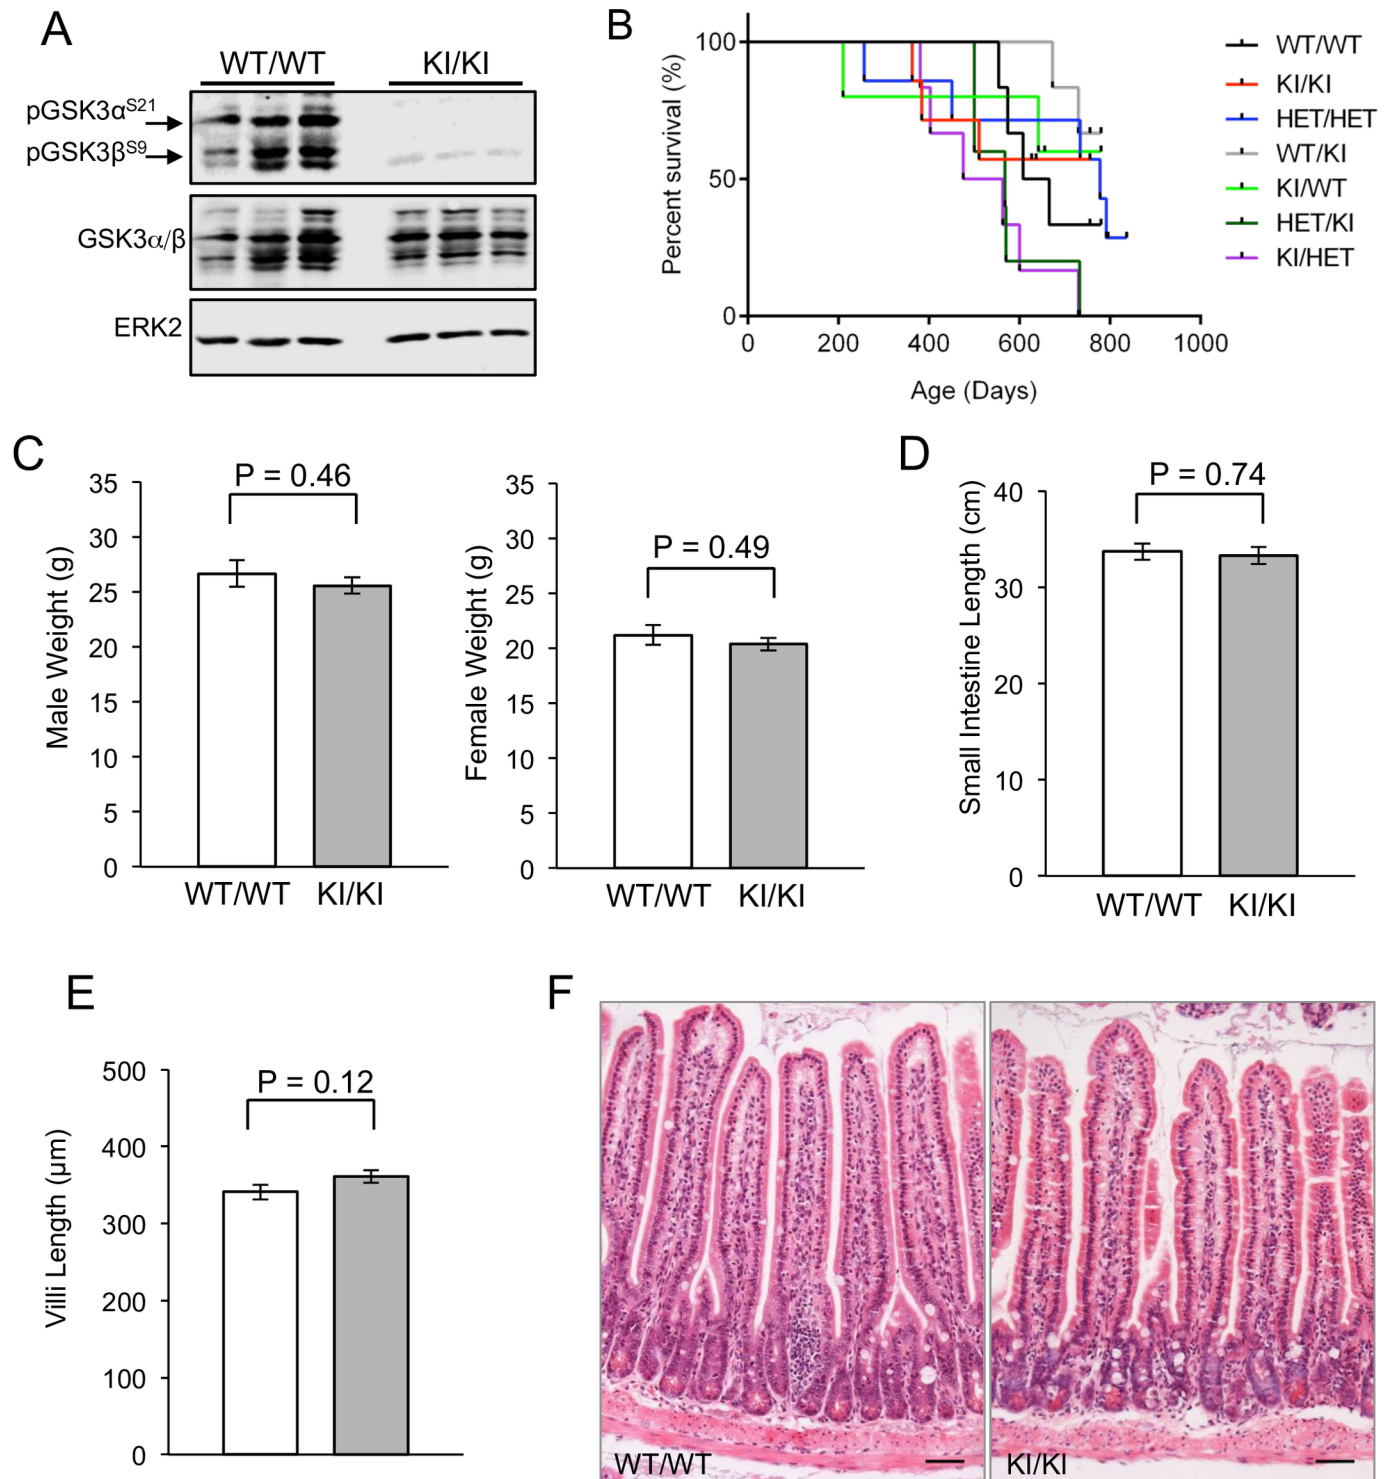 A
WT/WT KI/KI
pGSK3α^S21
pGSK3β^S9
GSK3α/β
ERK2
B
Percent survival (%)
100
50
0
0 200 400 600 800 1000
Age (Days)
WT/WT
KI/KI
HET/HET
WT/KI
KI/WT
HET/KI
KI/HET
C
Male Weight (g)
35
30
25
20
15
10
5
0
P = 0.46
WT/WT KI/KI
Female Weight (g)
35
30
25
20
15
10
5
0
P = 0.49
WT/WT KI/KI
D
Small Intestine Length (cm)
40
30
20
10
0
P = 0.74
WT/WT KI/KI
E
Villi Length (µm)
500
400
300
200
100
0
P = 0.12
F
WT/WT
KI/KI